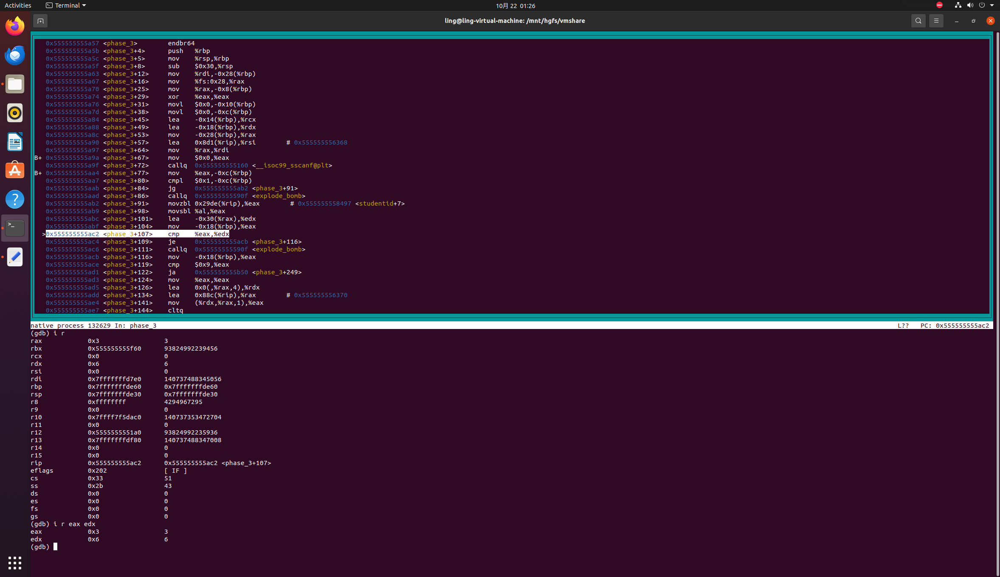 Activities
Terminal
10月 22 01:26
ling@ling-virtual-machine: /mnt/hgfs/vmshare
0x555555555a57 <phase_3> endbr64
0x555555555a5b <phase_3+4> push %rbp
0x555555555a5c <phase_3+5> mov %rsp,%rbp
0x555555555a5f <phase_3+8> sub $0x30,%rsp
0x555555555a63 <phase_3+12> mov %rdi,-0x28(%rbp)
0x555555555a67 <phase_3+16> mov %fs:0x28,%rax
0x555555555a70 <phase_3+25> mov %rax,-0x8(%rbp)
0x555555555a74 <phase_3+29> xor %eax,%eax
0x555555555a76 <phase_3+31> movl $0x0,-0x10(%rbp)
0x555555555a7d <phase_3+38> movl $0x0,-0xc(%rbp)
0x555555555a84 <phase_3+45> lea -0x14(%rbp),%rcx
0x555555555a88 <phase_3+49> lea -0x18(%rbp),%rdx
0x555555555a8c <phase_3+53> mov -0x28(%rbp),%rax
0x555555555a90 <phase_3+57> lea 0x8d1(%rip),%rsi # 0x555555556368
0x555555555a97 <phase_3+64> mov %rax,%rdi
B+ 0x555555555a9a <phase_3+67> mov $0x0,%eax
0x555555555a9f <phase_3+72> callq 0x555555555160 <__isoc99_sscanf@plt>
B+ 0x555555555aa4 <phase_3+77> mov %eax,-0xc(%rbp)
0x555555555aa7 <phase_3+80> cmpl $0x1,-0xc(%rbp)
0x555555555aab <phase_3+84> jg 0x555555555ab2 <phase_3+91>
0x555555555aad <phase_3+86> callq 0x55555555590f <explode_bomb>
0x555555555ab2 <phase_3+91> movzbl 0x29de(%rip),%eax # 0x555555558497 <studentid+7>
0x555555555ab9 <phase_3+98> movsbl %al,%eax
0x555555555abc <phase_3+101> lea -0x30(%rax),%edx
0x555555555abf <phase_3+104> mov -0x18(%rbp),%eax
>0x555555555ac2 <phase_3+107> cmp %eax,%edx
0x555555555ac4 <phase_3+109> je 0x555555555acb <phase_3+116>
0x555555555ac6 <phase_3+111> callq 0x55555555590f <explode_bomb>
0x555555555acb <phase_3+116> mov -0x18(%rbp),%eax
0x555555555ace <phase_3+119> cmp $0x9,%eax
0x555555555ad1 <phase_3+122> ja 0x555555555b50 <phase_3+249>
0x555555555ad3 <phase_3+124> mov %eax,%eax
0x555555555ad5 <phase_3+126> lea 0x0(,%rax,4),%rdx
0x555555555add <phase_3+134> lea 0x88c(%rip),%rax # 0x555555556370
0x555555555ae4 <phase_3+141> mov (%rdx,%rax,1),%eax
0x555555555ae7 <phase_3+144> cltq
native process 132629 In: phase_3 L?? PC: 0x555555555ac2
(gdb) i r
rax 0x3 3
rbx 0x555555555f60 93824992239456
rcx 0x0 0
rdx 0x6 6
rsi 0x0 0
rdi 0x7fffffffd7e0 140737488345056
rbp 0x7fffffffde60 0x7fffffffde60
rsp 0x7fffffffde30 0x7fffffffde30
r8 0xffffffff 4294967295
r9 0x0 0
r10 0x7ffff7f5dac0 140737353472704
r11 0x0 0
r12 0x5555555551a0 93824992235936
r13 0x7fffffffdf80 140737488347008
r14 0x0 0
r15 0x0 0
rip 0x555555555ac2 0x555555555ac2 <phase_3+107>
eflags 0x202 [ IF ]
cs 0x33 51
ss 0x2b 43
ds 0x0 0
es 0x0 0
fs 0x0 0
gs 0x0 0
(gdb) i r eax edx
eax 0x3 3
edx 0x6 6
(gdb)